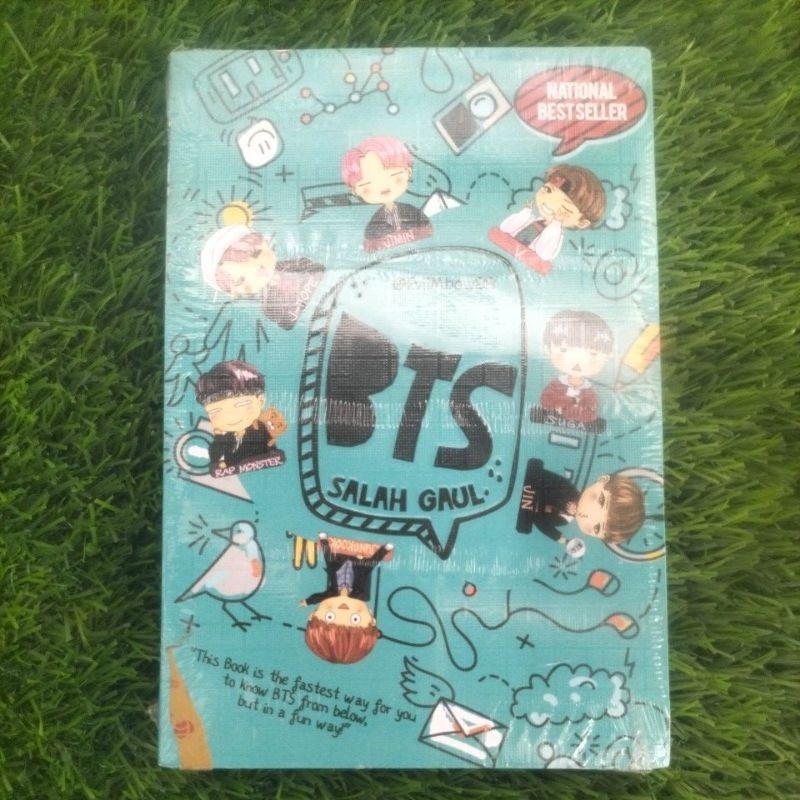 NATIONAL
BESTSELLER
JIMIN
V
J-HOPE
BTS
SALAH GAUL
SUGA
RAP MONSTER
JIN
JUNGKOOK
"This Book is the fastest way for you
to know BTS from below,
but in a fun way!"